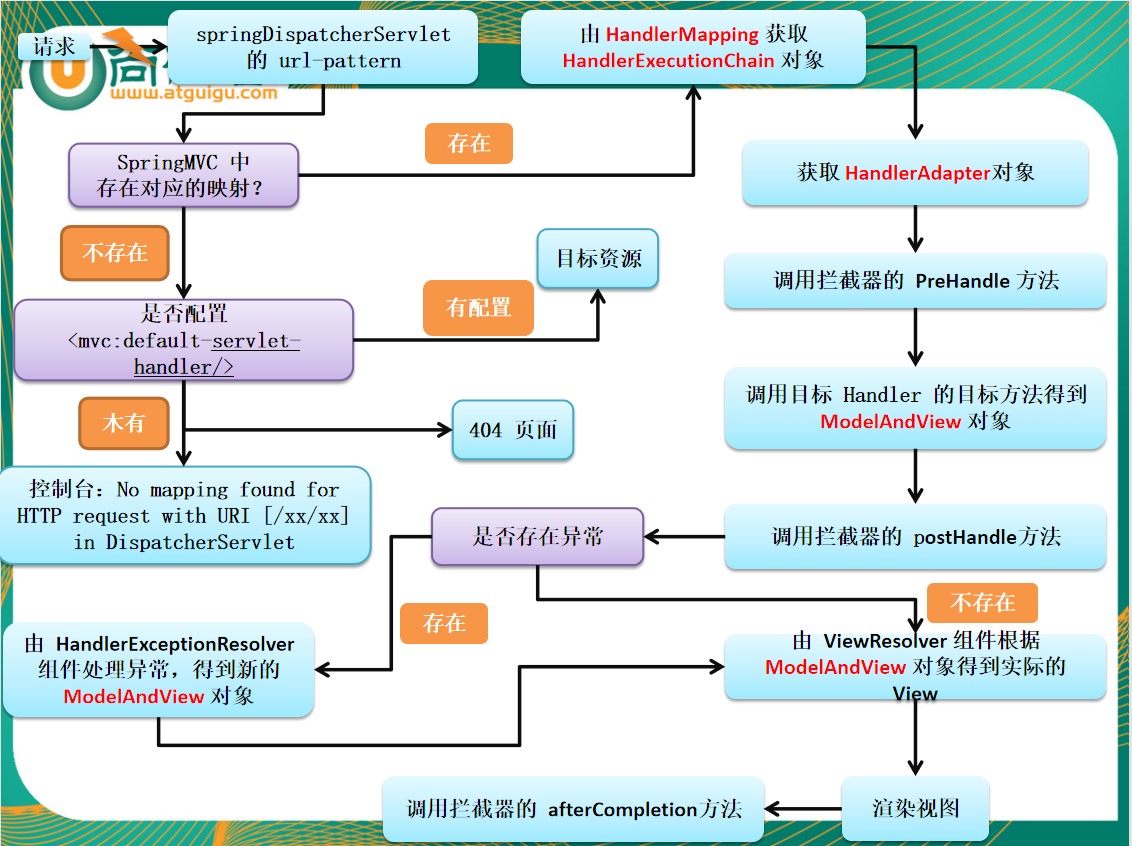 请求
springDispatcherServlet
的 url-pattern
由 HandlerMapping 获取
HandlerExecutionChain 对象
www.atguigu.com
存在
SpringMVC 中
存在对应的映射?
获取 HandlerAdapter对象
不存在
目标资源
调用拦截器的 PreHandle 方法
有配置
是否配置
<mvc:default-servlet-
handler/>
木有
404 页面
调用目标 Handler 的目标方法得到
ModelAndView 对象
控制台：No mapping found for
HTTP request with URI [/xx/xx]
in DispatcherServlet
是否存在异常
调用拦截器的 postHandle方法
不存在
存在
由 HandlerExceptionResolver
组件处理异常，得到新的
ModelAndView 对象
由 ViewResolver 组件根据
ModelAndView 对象得到实际的
View
调用拦截器的 afterCompletion方法
渲染视图